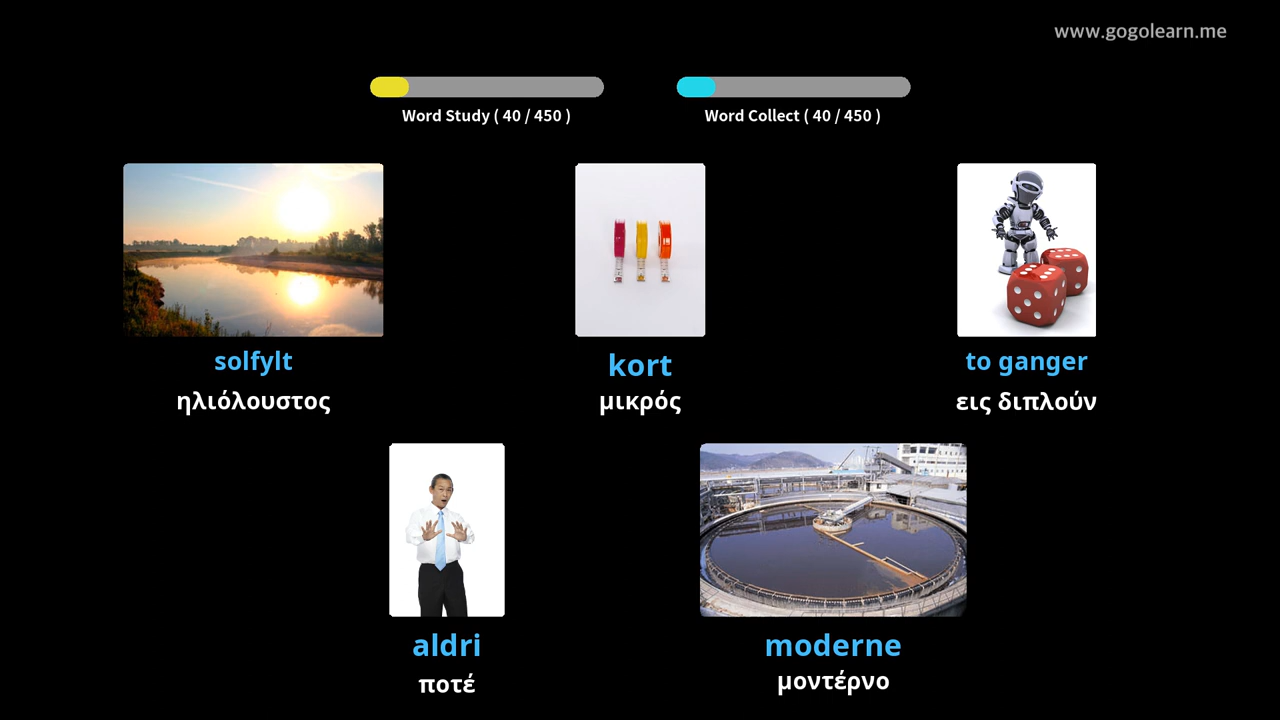 www.gogolearn.me
Word Study ( 40 / 450 )
Word Collect ( 40 / 450 )
solfylt
ηλιόλουστος
kort
μικρός
to ganger
εις διπλούν
aldri
ποτέ
moderne
μοντέρνο